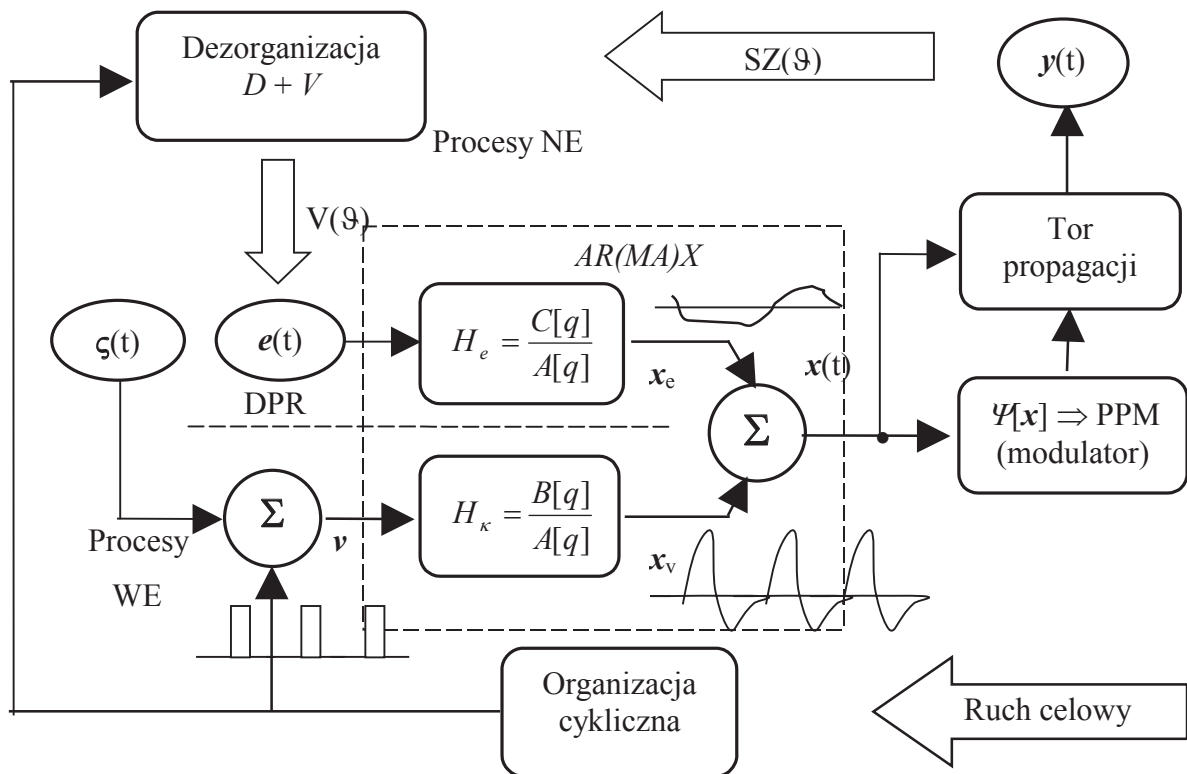 Dezorganizacja
D + V
SZ(ϑ)
y(t)
Procesy NE
V(ϑ)
Tor
propagacji
AR(MA)X
ς(t)
e(t)
H_e = C[q] / A[q]
x_e
x(t)
DPR
Σ
Ψ[x] ⇒ PPM
(modulator)
Σ
v
H_κ = B[q] / A[q]
Procesy
WE
x_v
Organizacja
cykliczna
Ruch celowy